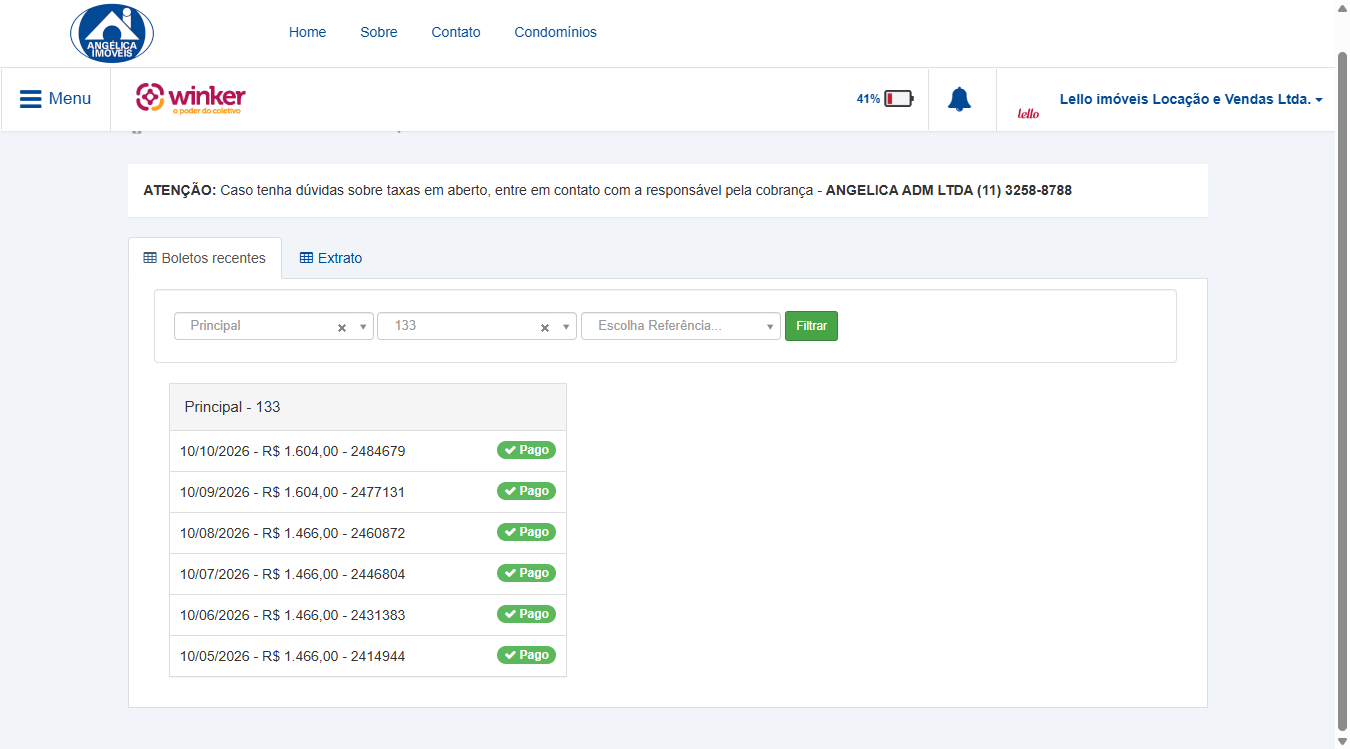 ANGÉLICA
IMÓVEIS
Home
Sobre
Contato
Condomínios
Menu
winker
o poder do coletivo
41%
lello
Lello imóveis Locação e Vendas Ltda.
ATENÇÃO: Caso tenha dúvidas sobre taxas em aberto, entre em contato com a responsável pela cobrança - ANGELICA ADM LTDA (11) 3258-8788
Boletos recentes
Extrato
Principal
133
Escolha Referência...
Filtrar
Principal - 133
10/10/2026 - R$ 1.604,00 - 2484679 Pago
10/09/2026 - R$ 1.604,00 - 2477131 Pago
10/08/2026 - R$ 1.466,00 - 2460872 Pago
10/07/2026 - R$ 1.466,00 - 2446804 Pago
10/06/2026 - R$ 1.466,00 - 2431383 Pago
10/05/2026 - R$ 1.466,00 - 2414944 Pago